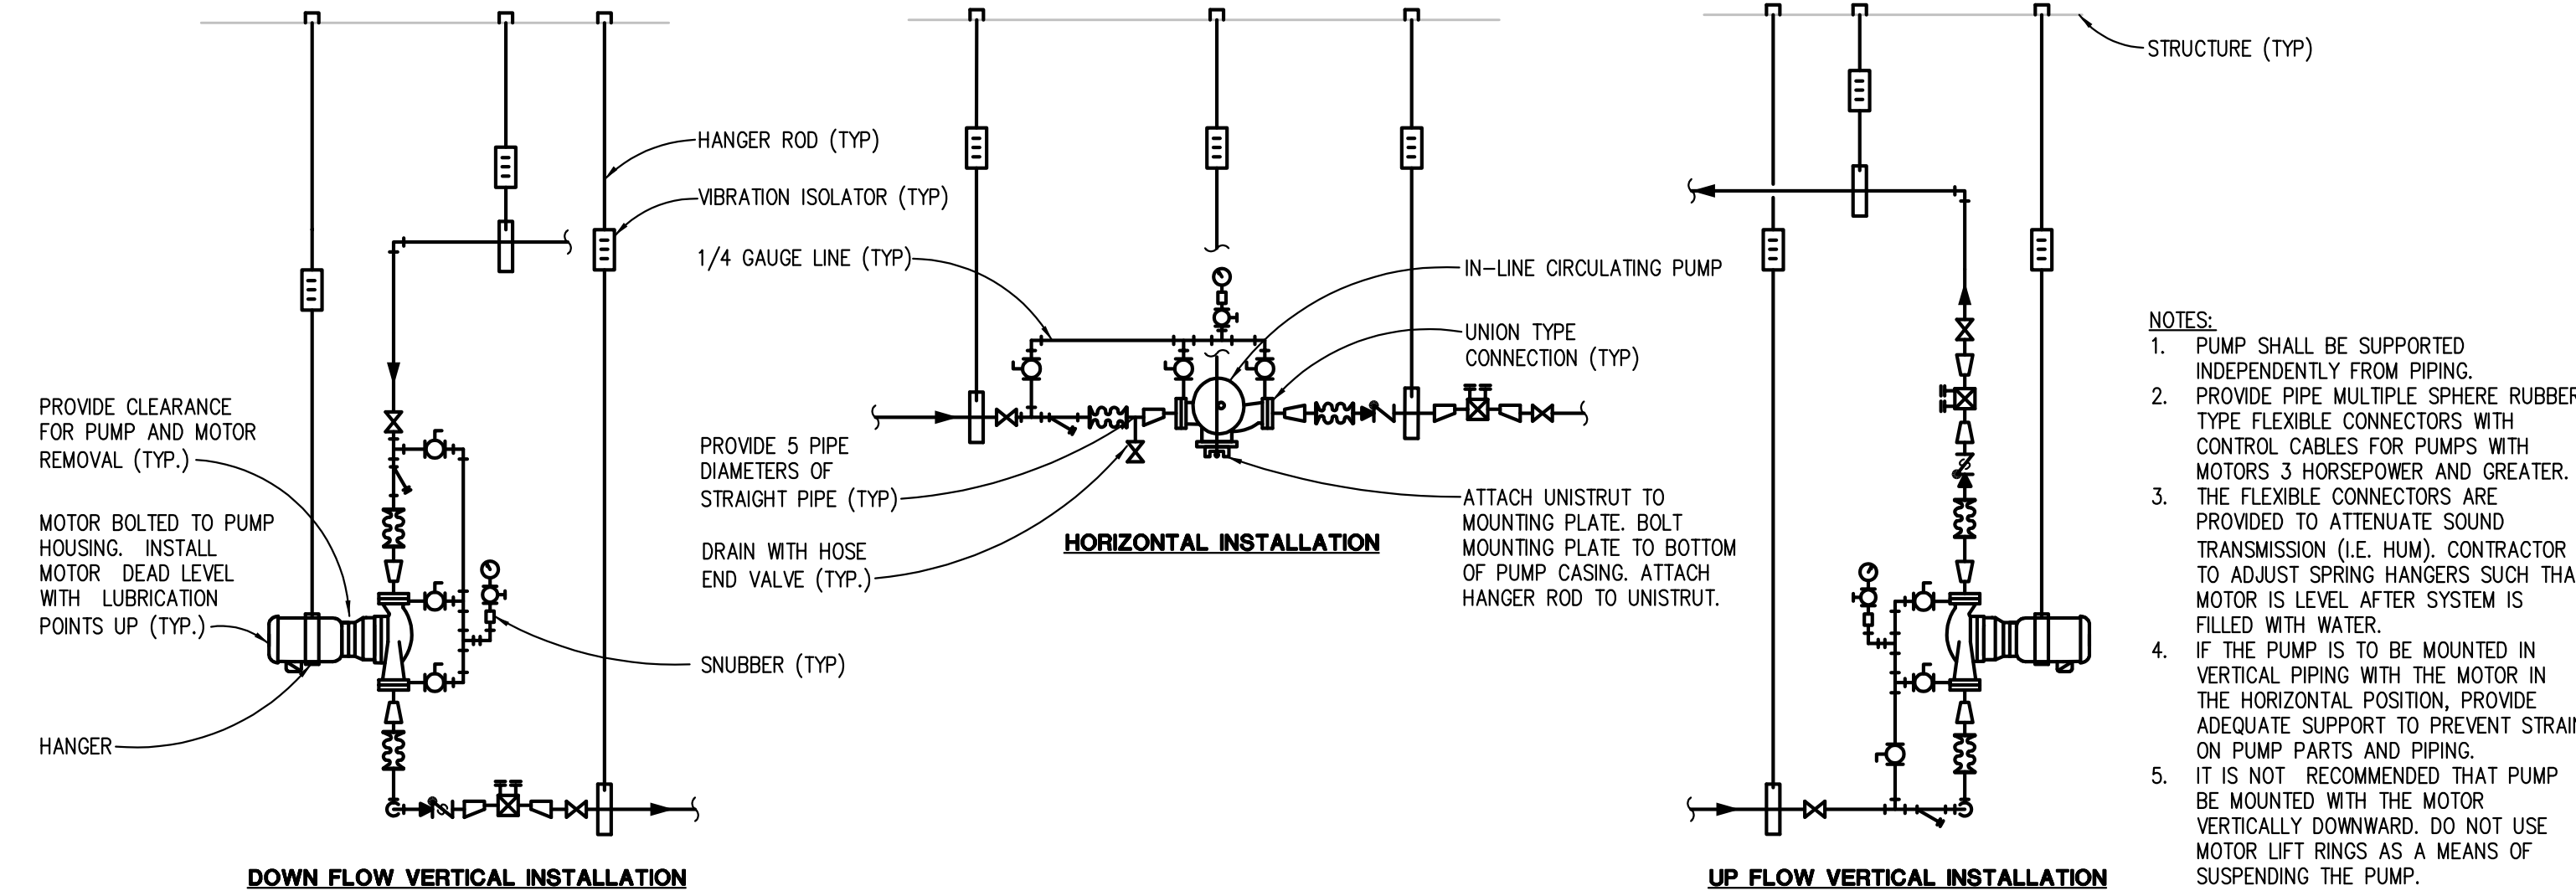 STRUCTURE (TYP)
HANGER ROD (TYP)
VIBRATION ISOLATOR (TYP)
1/4 GAUGE LINE (TYP)
IN-LINE CIRCULATING PUMP
UNION TYPE
CONNECTION (TYP)
PROVIDE CLEARANCE
FOR PUMP AND MOTOR
REMOVAL (TYP.)
MOTOR BOLTED TO PUMP
HOUSING. INSTALL
MOTOR DEAD LEVEL
WITH LUBRICATION
POINTS UP (TYP.)
HANGER
PROVIDE 5 PIPE
DIAMETERS OF
STRAIGHT PIPE (TYP)
DRAIN WITH HOSE
END VALVE (TYP.)
SNUBBER (TYP)
ATTACH UNISTRUT TO
MOUNTING PLATE. BOLT
MOUNTING PLATE TO BOTTOM
OF PUMP CASING. ATTACH
HANGER ROD TO UNISTRUT.
HORIZONTAL INSTALLATION
DOWN FLOW VERTICAL INSTALLATION
UP FLOW VERTICAL INSTALLATION
NOTES:
1. PUMP SHALL BE SUPPORTED
INDEPENDENTLY FROM PIPING.
2. PROVIDE PIPE MULTIPLE SPHERE RUBBER
TYPE FLEXIBLE CONNECTORS WITH
CONTROL CABLES FOR PUMPS WITH
MOTORS 3 HORSEPOWER AND GREATER.
3. THE FLEXIBLE CONNECTORS ARE
PROVIDED TO ATTENUATE SOUND
TRANSMISSION (I.E. HUM). CONTRACTOR
TO ADJUST SPRING HANGERS SUCH THA
MOTOR IS LEVEL AFTER SYSTEM IS
FILLED WITH WATER.
4. IF THE PUMP IS TO BE MOUNTED IN
VERTICAL PIPING WITH THE MOTOR IN
THE HORIZONTAL POSITION, PROVIDE
ADEQUATE SUPPORT TO PREVENT STRAIN
ON PUMP PARTS AND PIPING.
5. IT IS NOT RECOMMENDED THAT PUMP
BE MOUNTED WITH THE MOTOR
VERTICALLY DOWNWARD. DO NOT USE
MOTOR LIFT RINGS AS A MEANS OF
SUSPENDING THE PUMP.